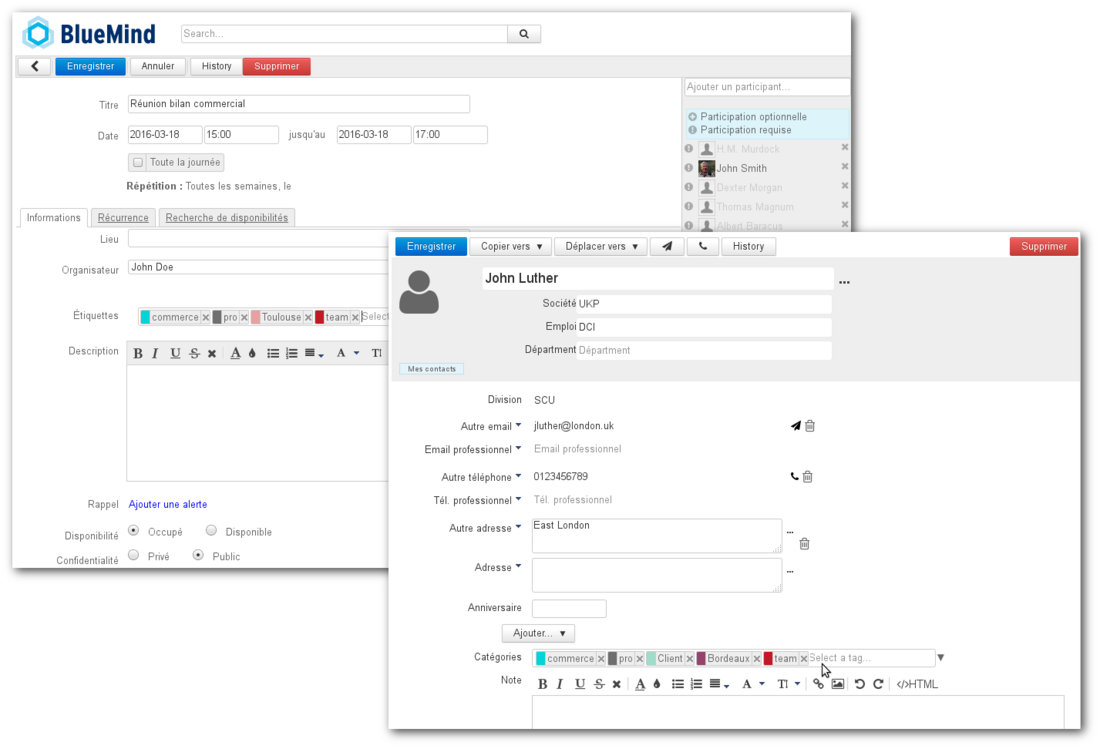 BlueMind
Search...
Enregistrer
Annuler
History
Supprimer
Titre
Réunion bilan commercial
Date
2016-03-18
15:00
jusqu'au
2016-03-18
17:00
Toute la journée
Répétition : Toutes les semaines, le
Informations
Récurrence
Recherche de disponibilités
Lieu
Organisateur
John Doe
Étiquettes
commerce
pro
Toulouse
team
Select
Description
B I U S A A TI
Rappel
Ajouter une alerte
Disponibilité
Occupé
Disponible
Confidentialité
Privé
Public
Ajouter un participant...
Participation optionnelle
Participation requise
H.M. Murdock
John Smith
Dexter Morgan
Thomas Magnum
Albert Baracus
Enregistrer
Copier vers
Déplacer vers
History
Supprimer
John Luther
...
Société
UKP
Emploi
DCI
Département
Département
Mes contacts
Division
SCU
Autre email
jluther@london.uk
Email professionnel
Email professionnel
Autre téléphone
0123456789
Tél. professionnel
Tél. professionnel
Autre adresse
East London
...
Adresse
...
Anniversaire
Ajouter...
Catégories
commerce
pro
Client
Bordeaux
team
Select a tag...
Note
B I U S A A TI </>HTML